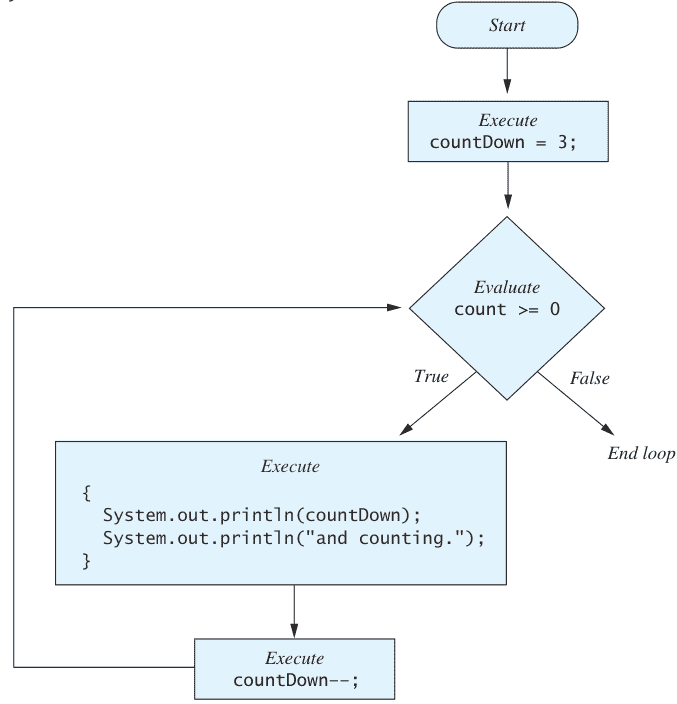 Start
Execute
countDown = 3;
Evaluate
count >= 0
True
False
End loop
Execute
{
System.out.println(countDown);
System.out.println("and counting.");
}
Execute
countDown--;